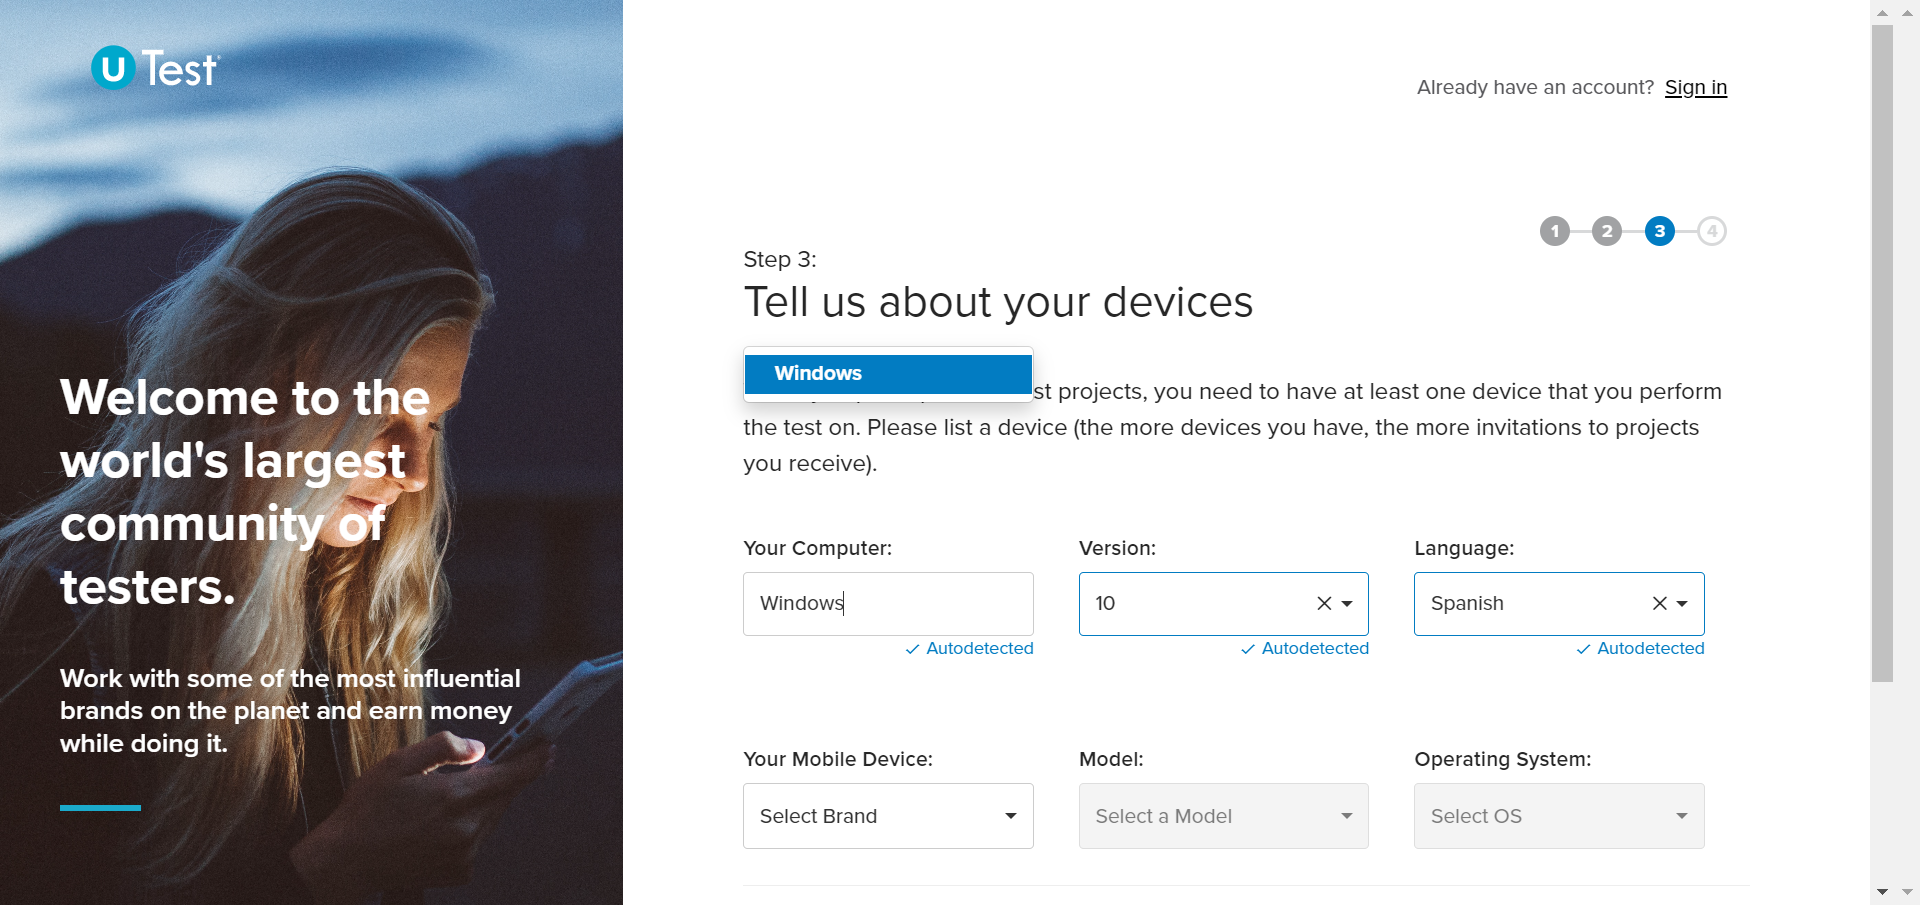 u Test
Welcome to the
world's largest
community of
testers.
Work with some of the most influential
brands on the planet and earn money
while doing it.
Already have an account? Sign in
1 2 3 4
Step 3:
Tell us about your devices
Windows
st projects, you need to have at least one device that you perform
the test on. Please list a device (the more devices you have, the more invitations to projects
you receive).
Your Computer: Version: Language:
Windows 10 Spanish
Autodetected Autodetected Autodetected
Your Mobile Device: Model: Operating System:
Select Brand Select a Model Select OS